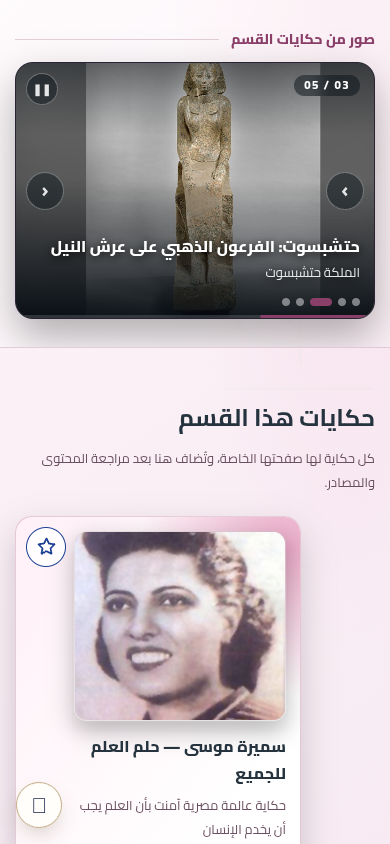 صور من حكايات القسم
03 / 05
حتشبسوت: الفرعون الذهبي على عرش النيل
الملكة حتشبسوت
حكايات هذا القسم
كل حكاية لها صفحتها الخاصة، وتُضاف هنا بعد مراجعة المحتوى
والمصادر.
سميرة موسى — حلم العلم
للجميع
حكاية عالمة مصرية آمنت بأن العلم يجب
أن يخدم الإنسان